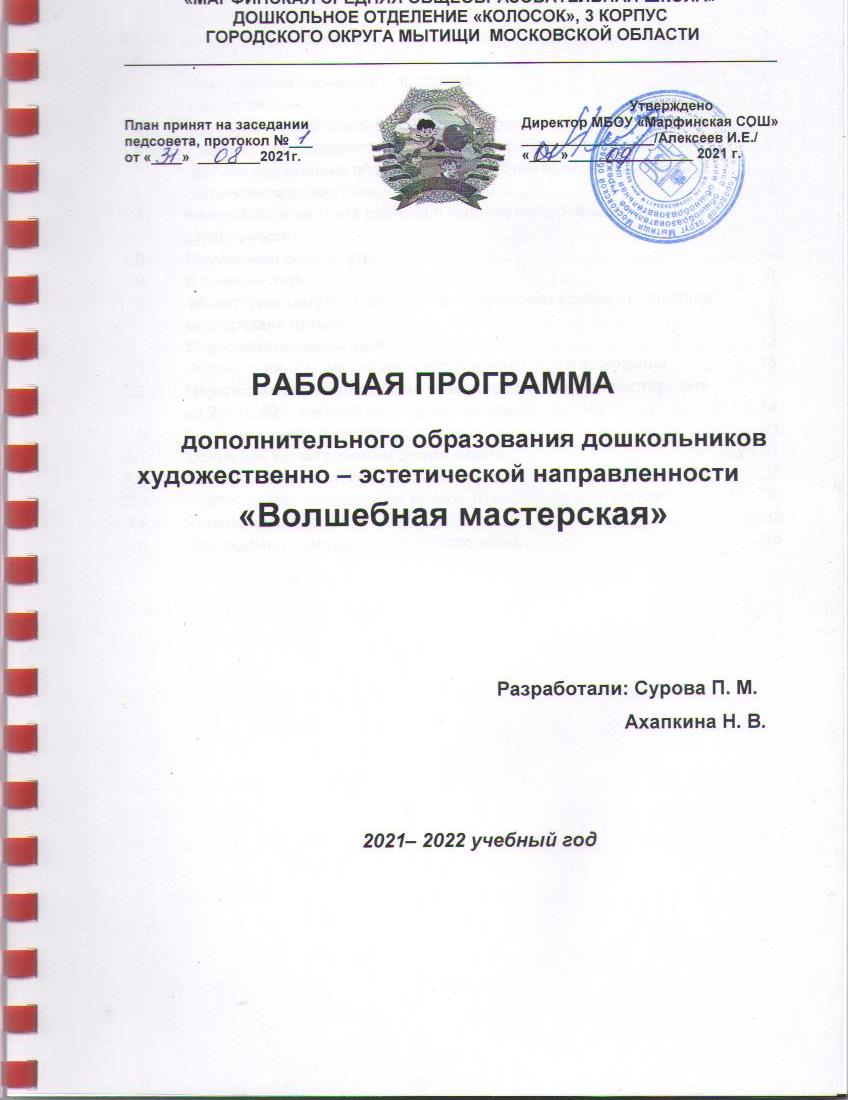 «МАРФИНСКАЯ СРЕДНЯЯ ОБЩЕОБРАЗОВАТЕЛЬНАЯ ШКОЛА»
ДОШКОЛЬНОЕ ОТДЕЛЕНИЕ «КОЛОСОК», 3 КОРПУС
ГОРОДСКОГО ОКРУГА МЫТИЩИ МОСКОВСКОЙ ОБЛАСТИ
План принят на заседании
педсовета, протокол № 1
от « 31 » 08 2021г.
Утверждено
Директор МБОУ «Марфинская СОШ»
/Алексеев И.Е./
« 01 » 09 2021 г.
РАБОЧАЯ ПРОГРАММА
дополнительного образования дошкольников
художественно – эстетической направленности
«Волшебная мастерская»
Разработали: Сурова П. М.
Ахапкина Н. В.
2021– 2022 учебный год